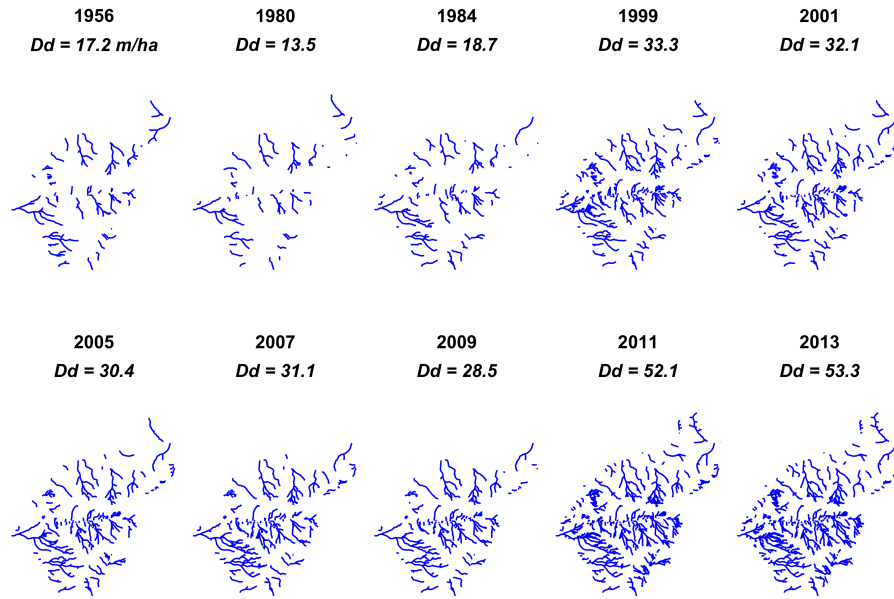 1956 1980 1984 1999 2001
Dd = 17.2 m/ha Dd = 13.5 Dd = 18.7 Dd = 33.3 Dd = 32.1
2005 2007 2009 2011 2013
Dd = 30.4 Dd = 31.1 Dd = 28.5 Dd = 52.1 Dd = 53.3